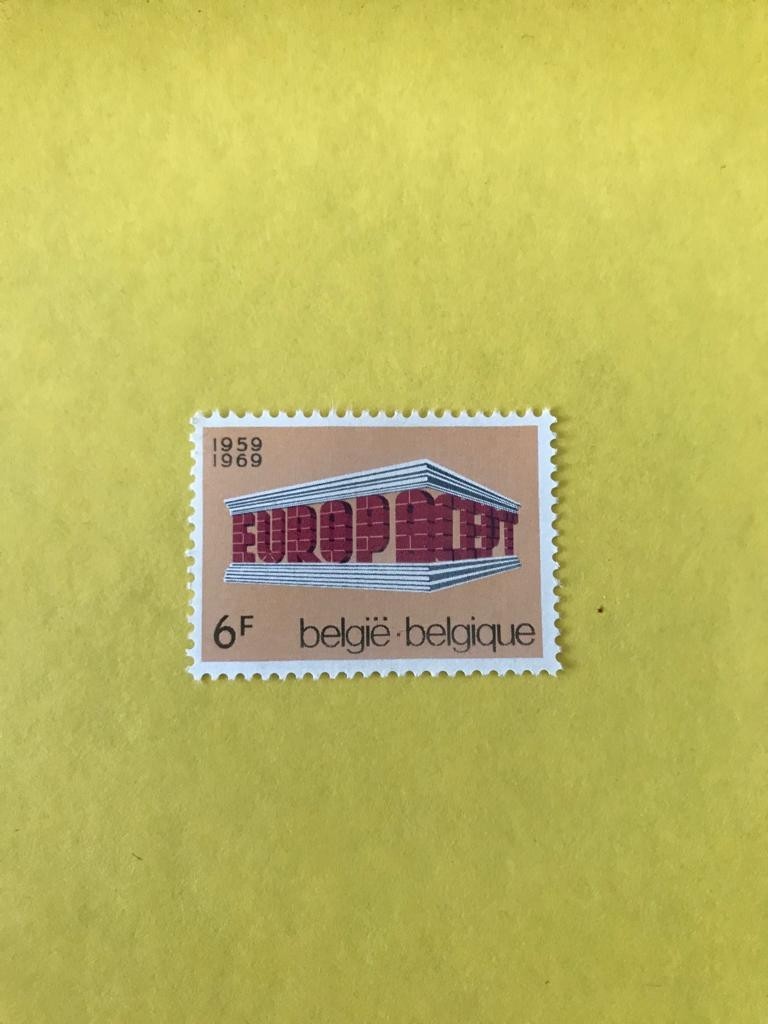 1959
1969
EUROPA CEPT
6F
belgië · belgique